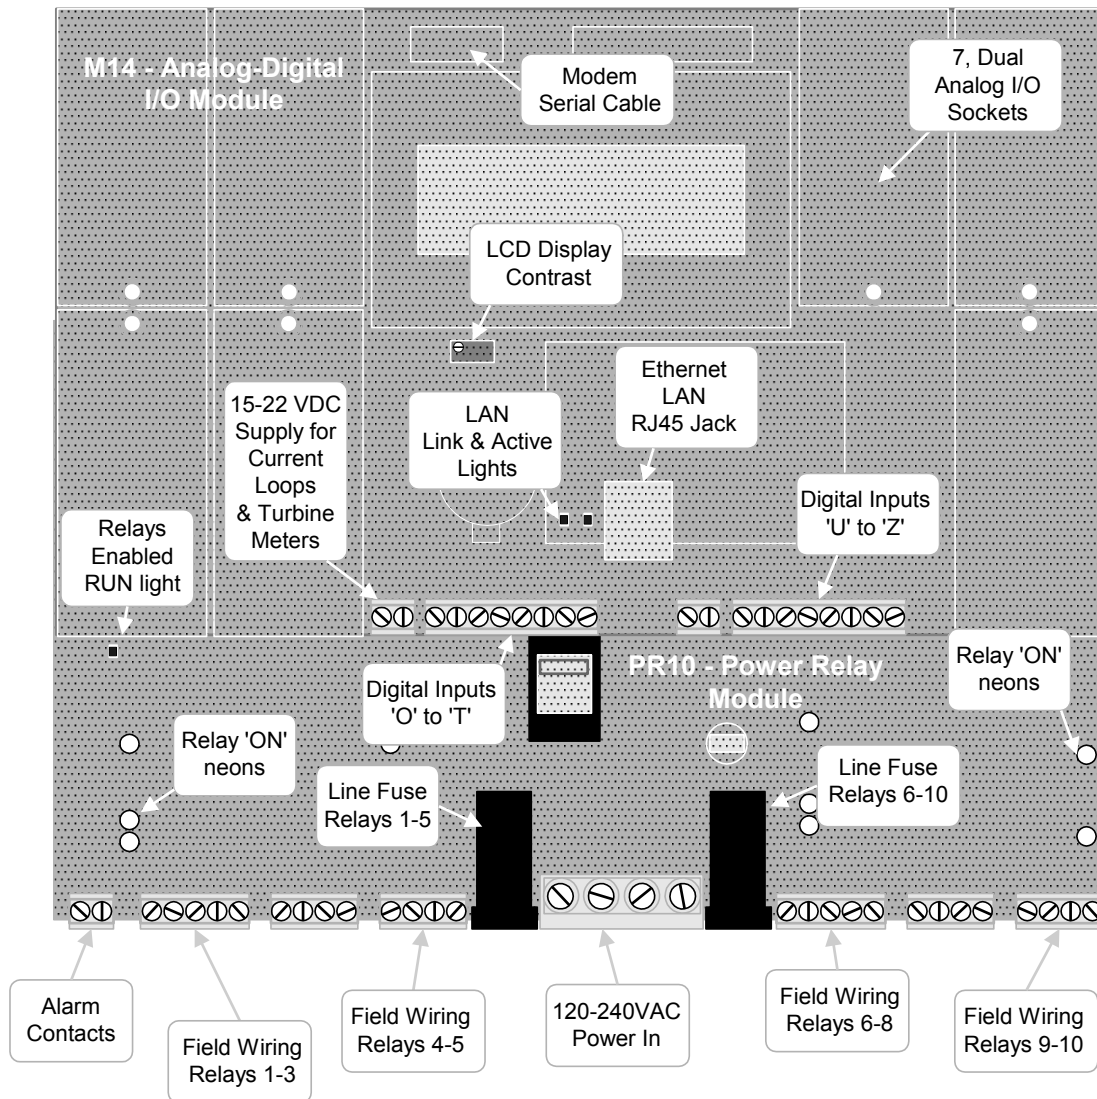 M14 - Analog-Digital
I/O Module
Modem
Serial Cable
7, Dual
Analog I/O
Sockets
LCD Display
Contrast
Ethernet
LAN
RJ45 Jack
15-22 VDC
Supply for
Current
Loops
& Turbine
Meters
LAN
Link & Active
Lights
Digital Inputs
'U' to 'Z'
Relays
Enabled
RUN light
PR10 - Power Relay
Module
Relay 'ON'
neons
Digital Inputs
'O' to 'T'
Relay 'ON'
neons
Line Fuse
Relays 1-5
Line Fuse
Relays 6-10
Alarm
Contacts
Field Wiring
Relays 1-3
Field Wiring
Relays 4-5
120-240VAC
Power In
Field Wiring
Relays 6-8
Field Wiring
Relays 9-10